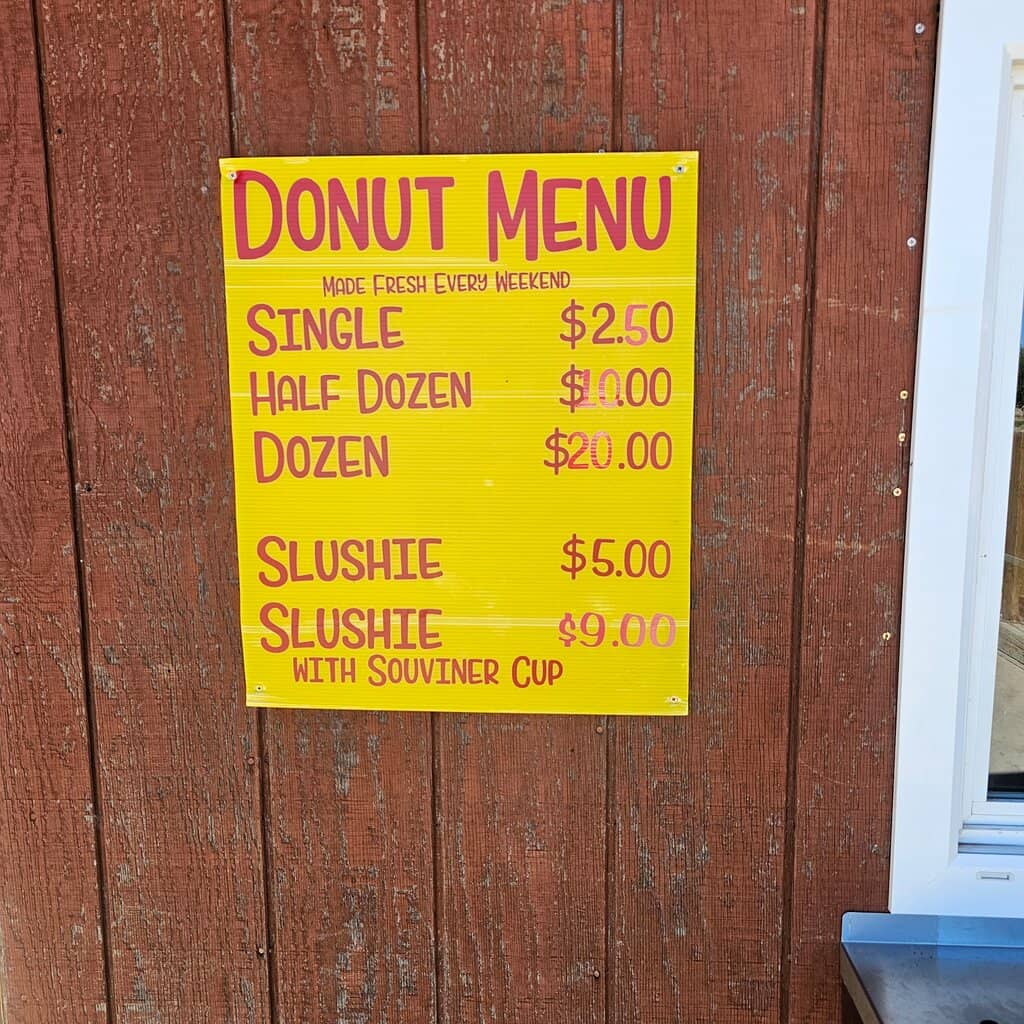 DONUT MENU
MADE FRESH EVERY WEEKEND
SINGLE $2.50
HALF DOZEN $10.00
DOZEN $20.00
SLUSHIE $5.00
SLUSHIE $9.00
WITH SOUVINER CUP